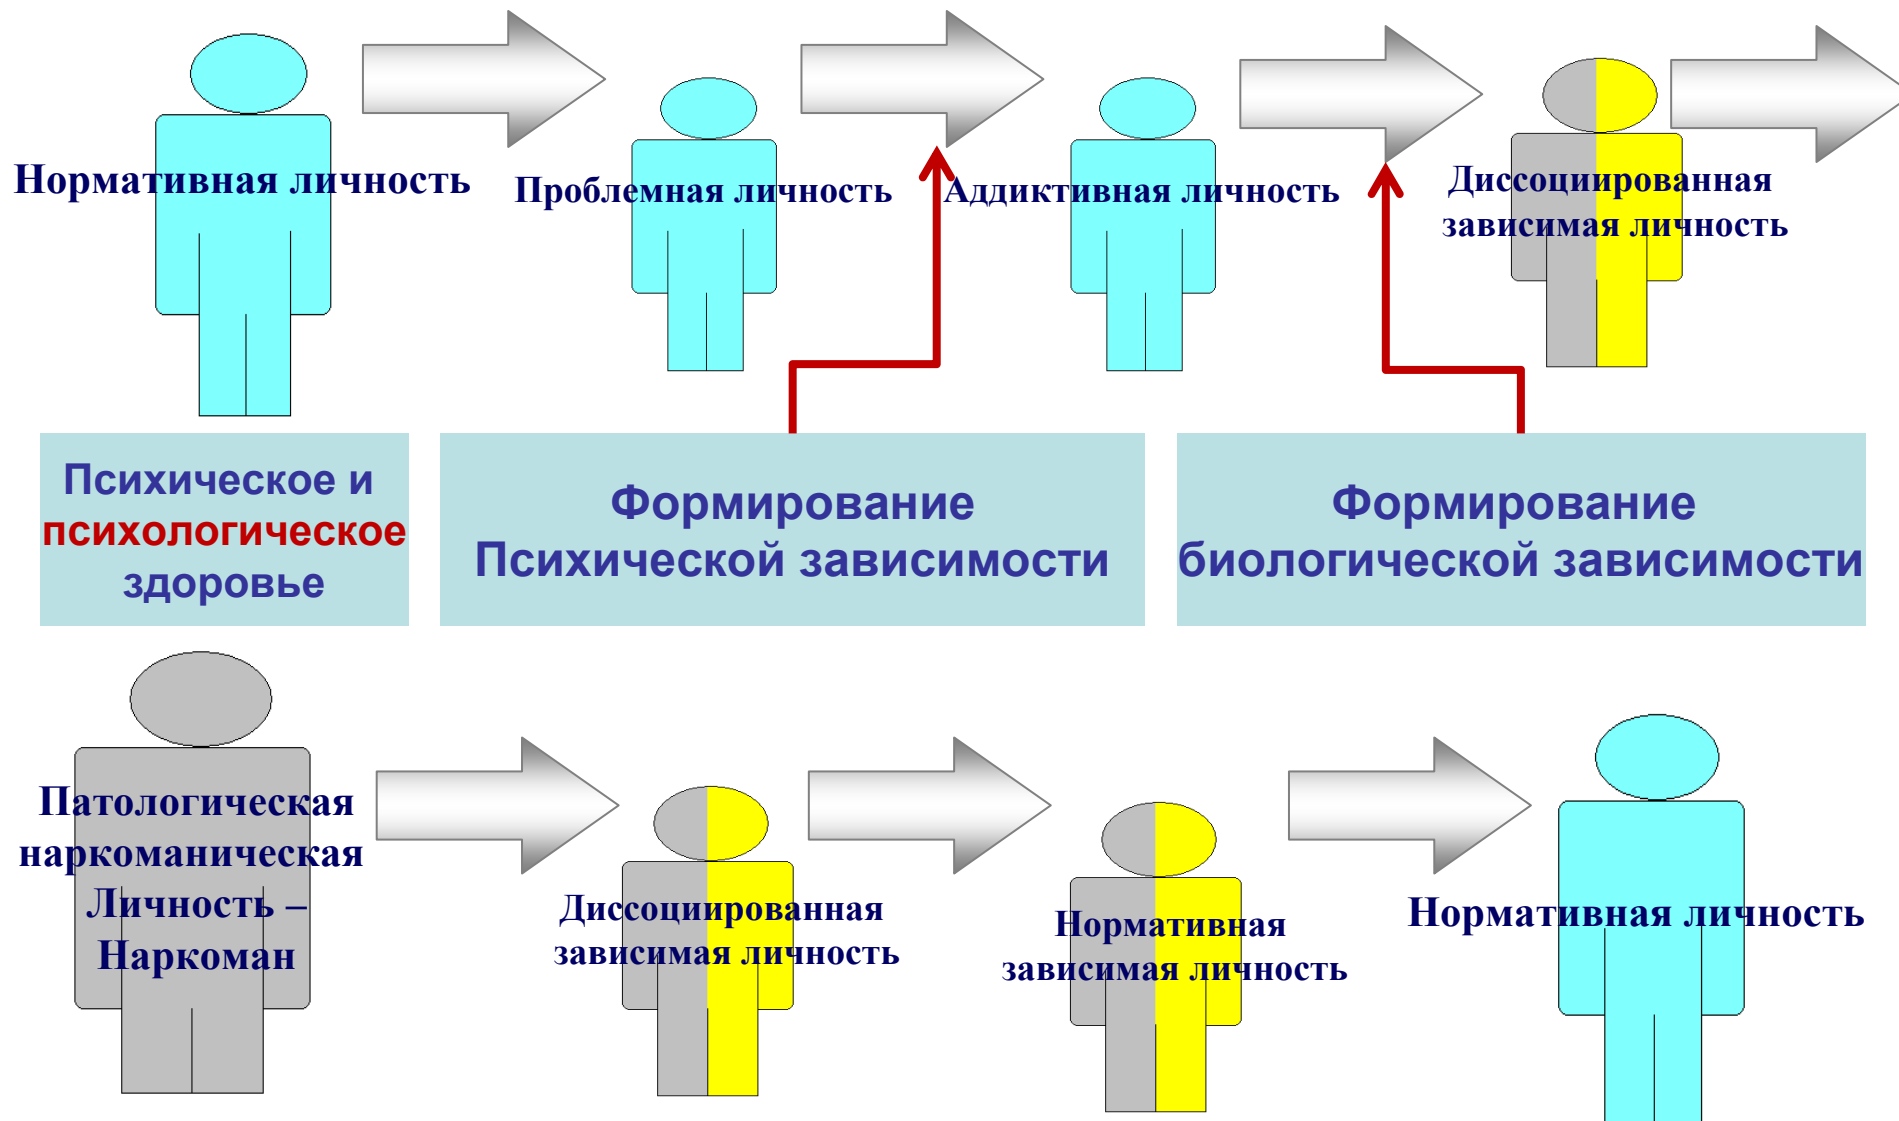 Нормативная личность
Проблемная личность
Аддиктивная личность
Диссоциированная
зависимая личность
Психическое и
психологическое
здоровье
Формирование
Психической зависимости
Формирование
биологической зависимости
Патологическая
наркоманическая
Личность –
Наркоман
Диссоциированная
зависимая личность
Нормативная
зависимая личность
Нормативная личность